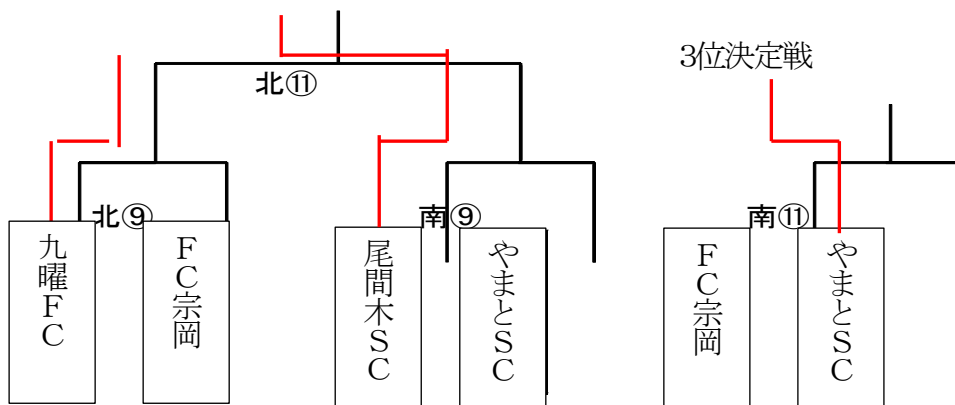 3位決定戦
北⑪
北⑨
南⑨
南⑪
九曜FC
FC宗岡
尾間木SC
やまとSC
FC宗岡
やまとSC